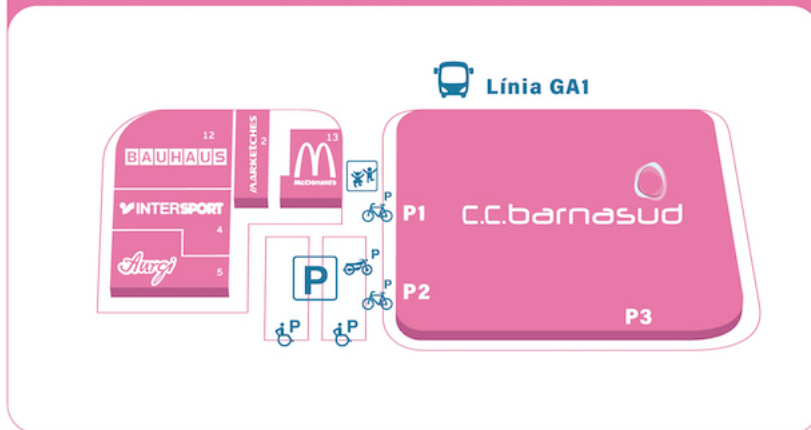 Línia GA1
12
BAUHAUS
MARKETCHES
2
13
McDonald's
INTERSPORT
4
Aurgi
5
P
P1
C.C.barnasud
P
P
P
P2
P
P
P3